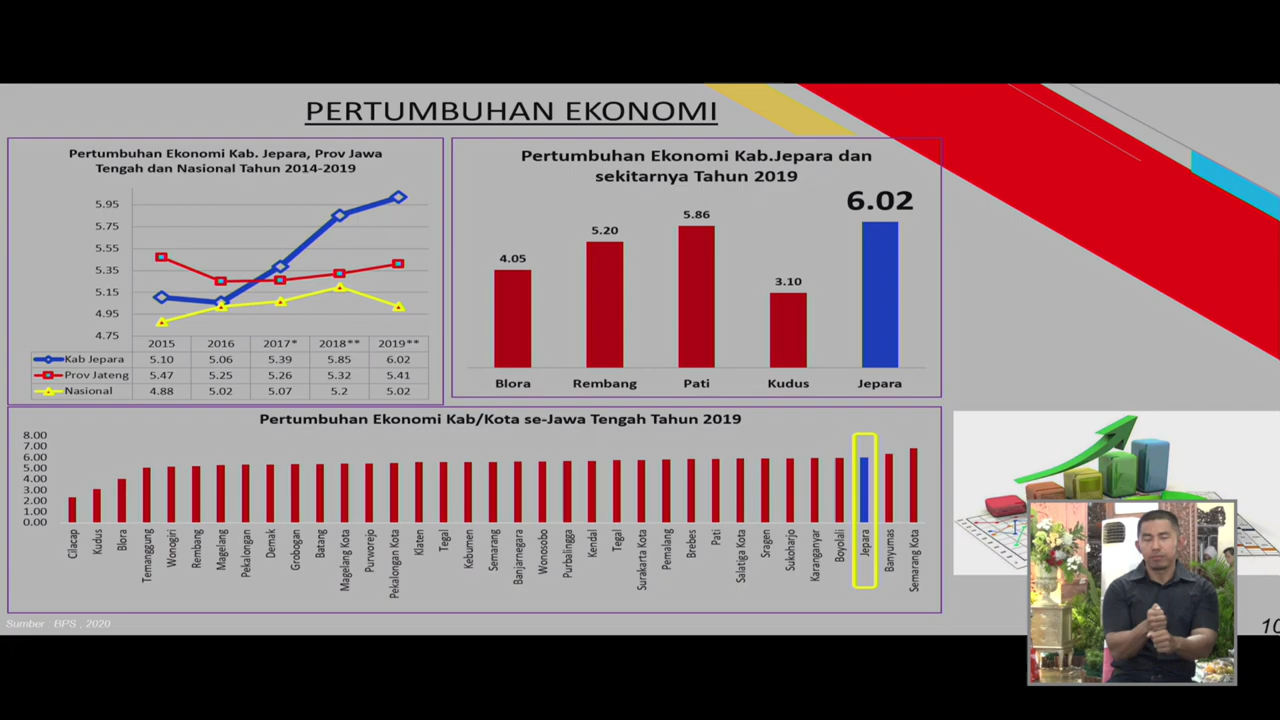 PERTUMBUHAN EKONOMI
Pertumbuhan Ekonomi Kab. Jepara, Prov Jawa
Tengah dan Nasional Tahun 2014-2019
5.95
5.75
5.55
5.35
5.15
4.95
4.75
2015 2016 2017* 2018** 2019**
Kab Jepara 5.10 5.06 5.39 5.85 6.02
Prov Jateng 5.47 5.25 5.26 5.32 5.41
Nasional 4.88 5.02 5.07 5.2 5.02
Pertumbuhan Ekonomi Kab.Jepara dan
sekitarnya Tahun 2019
4.05 5.20 5.86 3.10 6.02
Blora Rembang Pati Kudus Jepara
Pertumbuhan Ekonomi Kab/Kota se-Jawa Tengah Tahun 2019
8.00
7.00
6.00
5.00
4.00
3.00
2.00
1.00
0.00
Cilacap
Kudus
Blora
Temanggung
Wonogiri
Rembang
Magelang
Pekalongan
Demak
Grobogan
Batang
Magelang Kota
Purworejo
Pekalongan Kota
Klaten
Tegal
Kebumen
Semarang
Banjarnegara
Wonosobo
Purbalingga
Kendal
Tegal
Surakarta Kota
Pemalang
Brebes
Pati
Salatiga Kota
Sragen
Sukoharjo
Karanganyar
Boyolali
Jepara
Banyumas
Semarang Kota
Sumber : BPS , 2020
10